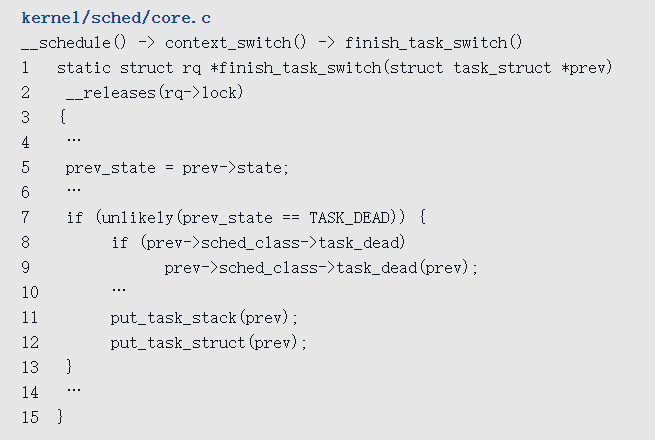 kernel/sched/core.c
__schedule() -> context_switch() -> finish_task_switch()
1 static struct rq *finish_task_switch(struct task_struct *prev)
2 __releases(rq->lock)
3 {
4 …
5 prev_state = prev->state;
6 …
7 if (unlikely(prev_state == TASK_DEAD)) {
8 if (prev->sched_class->task_dead)
9 prev->sched_class->task_dead(prev);
10 …
11 put_task_stack(prev);
12 put_task_struct(prev);
13 }
14 …
15 }